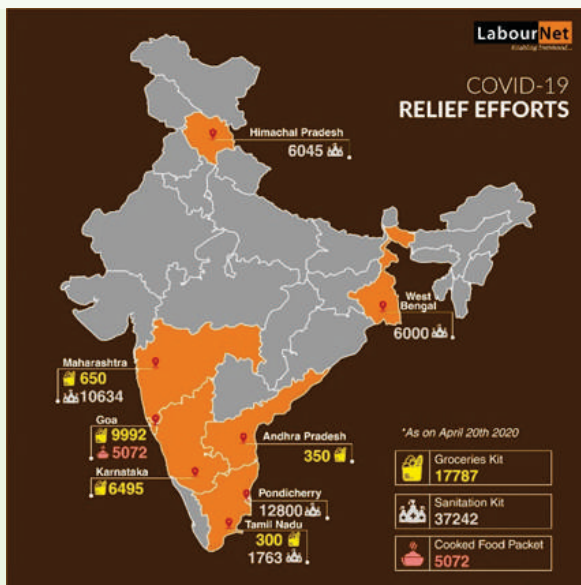 LabourNet
Enabling livelihood...
COVID-19
RELIEF EFFORTS
Himachal Pradesh
6045
West
Bengal
6000
Maharashtra
650
10634
Goa
9992
5072
Karnataka
6495
Andhra Pradesh
350
Pondicherry
12800
Tamil Nadu
300
1763
*As on April 20th 2020
Groceries Kit
17787
Sanitation Kit
37242
Cooked Food Packet
5072